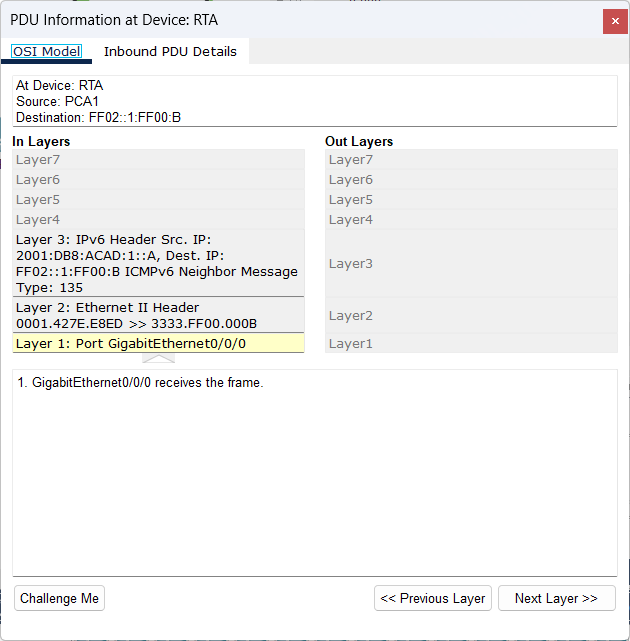 PDU Information at Device: RTA
OSI Model Inbound PDU Details
At Device: RTA
Source: PCA1
Destination: FF02::1:FF00:B
In Layers Out Layers
Layer7 Layer7
Layer6 Layer6
Layer5 Layer5
Layer4 Layer4
Layer 3: IPv6 Header Src. IP:
2001:DB8:ACAD:1::A, Dest. IP:
FF02::1:FF00:B ICMPv6 Neighbor Message
Type: 135
Layer3
Layer 2: Ethernet II Header
0001.427E.E8ED >> 3333.FF00.000B
Layer2
Layer 1: Port GigabitEthernet0/0/0 Layer1
1. GigabitEthernet0/0/0 receives the frame.
Challenge Me << Previous Layer Next Layer >>